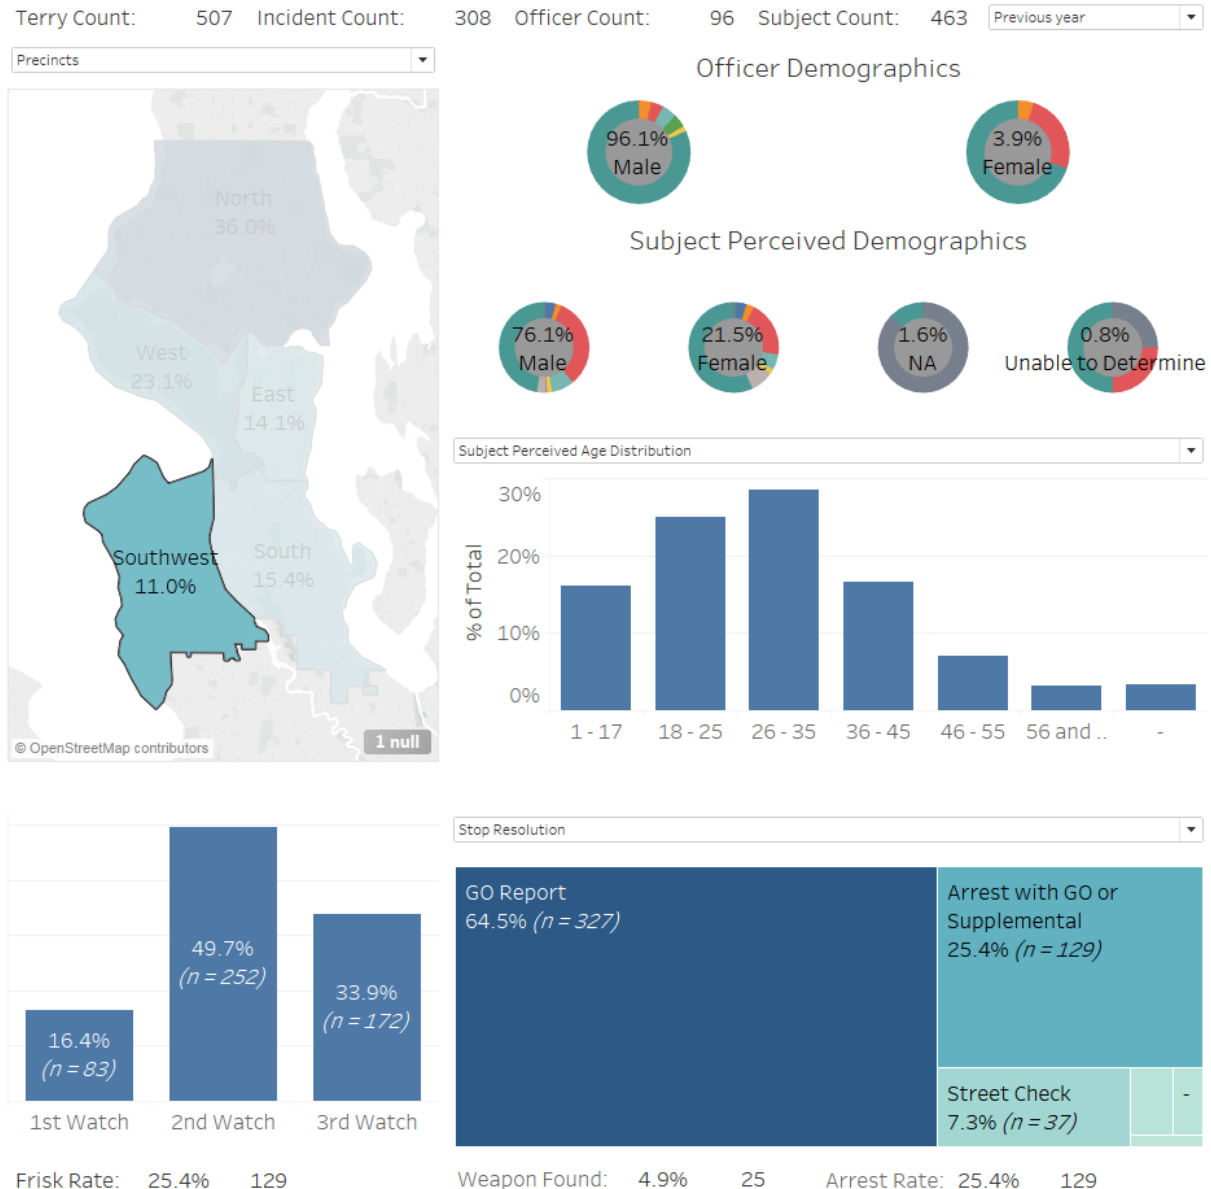 Terry Count: 507 Incident Count: 308 Officer Count: 96 Subject Count: 463 Previous year
Precincts
Officer Demographics
96.1%
Male
3.9%
Female
Subject Perceived Demographics
76.1%
Male
21.5%
Female
1.6%
NA
0.8%
Unable to Determine
North
36.0%
West
23.1%
East
14.1%
Southwest
11.0%
South
15.4%
© OpenStreetMap contributors
1 null
Subject Perceived Age Distribution
% of Total
30%
20%
10%
0%
1 - 17 18 - 25 26 - 35 36 - 45 46 - 55 56 and .. -
16.4%
(n = 83)
49.7%
(n = 252)
33.9%
(n = 172)
1st Watch 2nd Watch 3rd Watch
Stop Resolution
GO Report
64.5% (n = 327)
Arrest with GO or
Supplemental
25.4% (n = 129)
Street Check
7.3% (n = 37)
-
Frisk Rate: 25.4% 129 Weapon Found: 4.9% 25 Arrest Rate: 25.4% 129